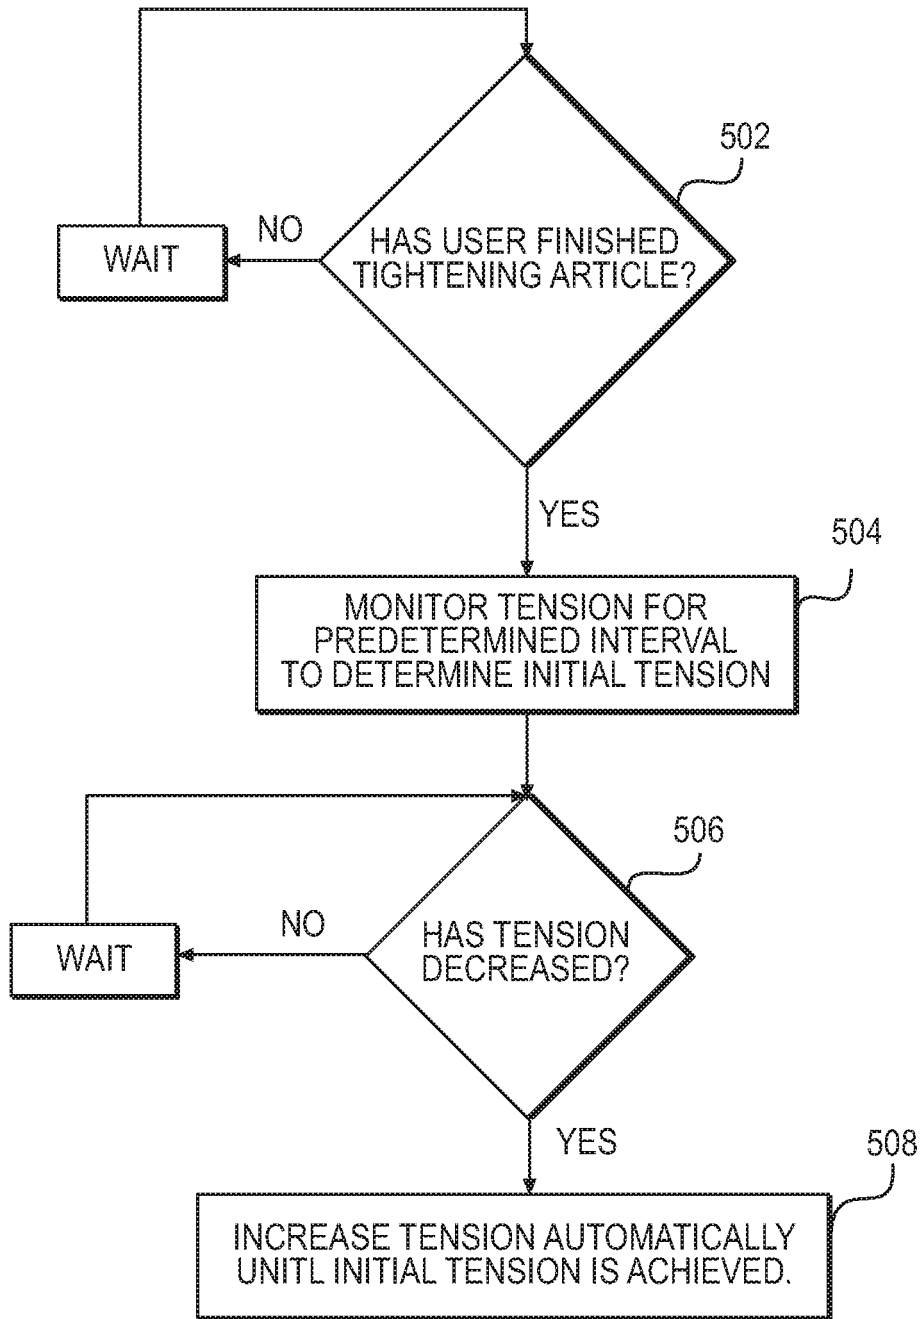 502
HAS USER FINISHED
TIGHTENING ARTICLE?
NO
WAIT
YES
504
MONITOR TENSION FOR
PREDETERMINED INTERVAL
TO DETERMINE INITIAL TENSION
506
HAS TENSION
DECREASED?
NO
WAIT
YES
508
INCREASE TENSION AUTOMATICALLY
UNITL INITIAL TENSION IS ACHIEVED.